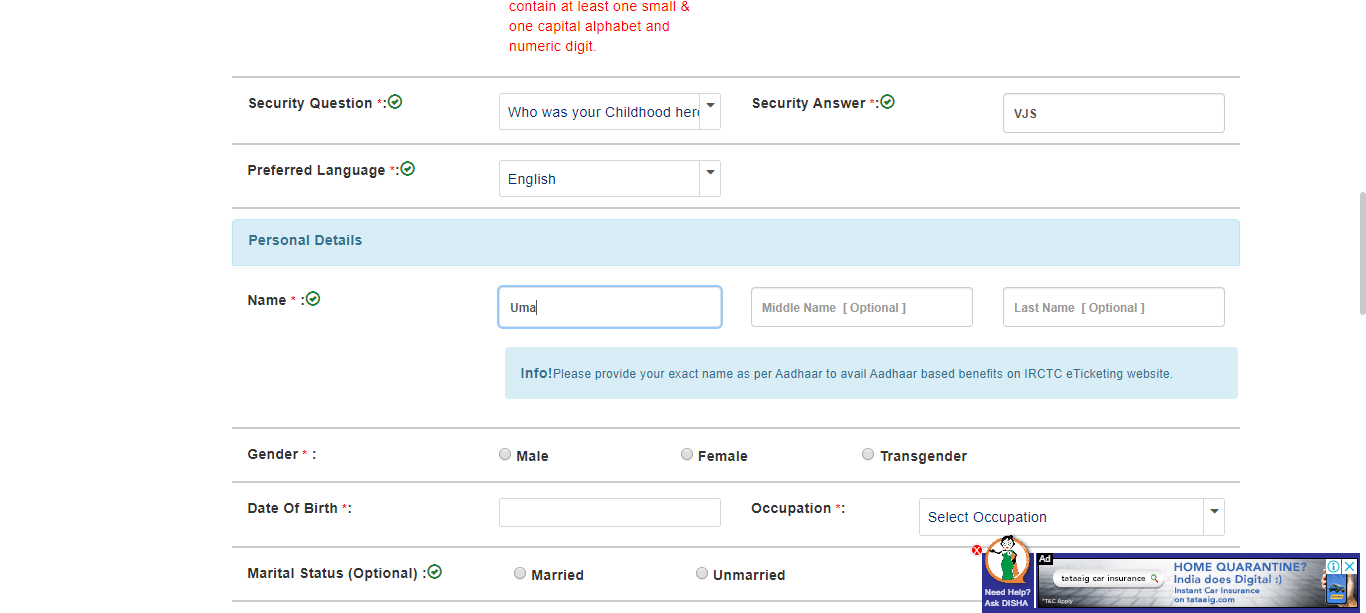 contain at least one small &
one capital alphabet and
numeric digit.
Security Question *:
Who was your Childhood her
Security Answer *:
VJS
Preferred Language *:
English
Personal Details
Name * :
Uma
Middle Name [ Optional ]
Last Name [ Optional ]
Info!Please provide your exact name as per Aadhaar to avail Aadhaar based benefits on IRCTC eTicketing website.
Gender * :
Male
Female
Transgender
Date Of Birth *:
Occupation *:
Select Occupation
Marital Status (Optional) :
Married
Unmarried
X
Need Help?
Ask DISHA
Ad
tataaig car insurance
*T&C Apply
HOME QUARANTINE?
India does Digital :)
Instant Car Insurance
on tataaig.com